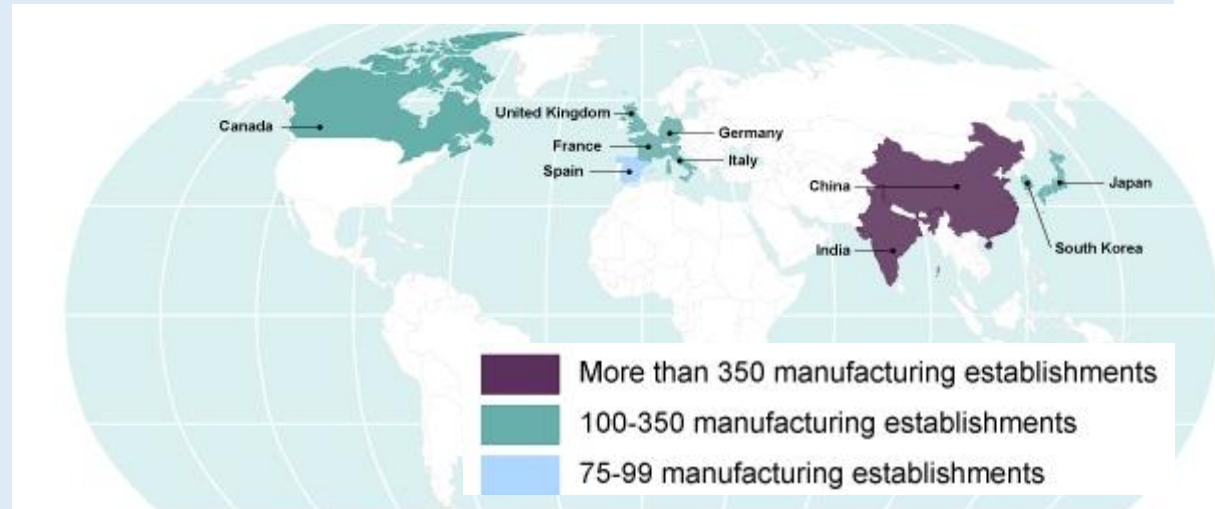 Canada
United Kingdom
France
Spain
Germany
Italy
China
India
Japan
South Korea
More than 350 manufacturing establishments
100-350 manufacturing establishments
75-99 manufacturing establishments